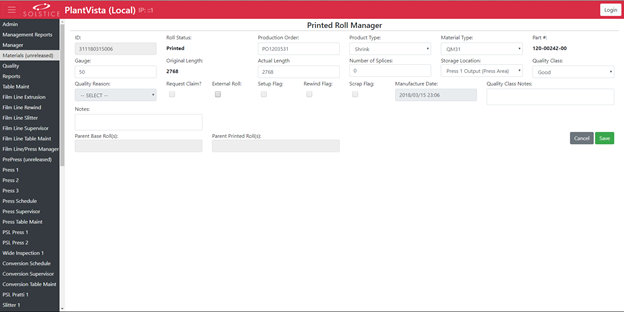 SOLSTICE
PlantVista (Local) IP: ::1
Login
Admin
Management Reports
Manager
Materials (unreleased)
Quality
Reports
Table Maint
Film Line Extrusion
Film Line Rewind
Film Line Slitter
Film Line Supervisor
Film Line Table Maint
Film Line/Press Manager
PrePress (unreleased)
Press 1
Press 2
Press 3
Press Schedule
Press Supervisor
Press Table Maint
PSL Press 1
PSL Press 2
Wide Inspection 1
Conversion Schedule
Conversion Supervisor
Conversion Table Maint
PSL Pratti 1
Slitter 1
Printed Roll Manager
ID: Roll Status: Production Order: Product Type: Material Type: Part #:
311180315006 Printed PO1203531 Shrink QM31 120-00242-00
Gauge: Original Length: Actual Length Number of Splices: Storage Location: Quality Class:
50 2768 2768 0 Press 1 Output (Press Area) Good
Quality Reason: Request Claim? External Roll: Setup Flag: Rewind Flag: Scrap Flag: Manufacture Date: Quality Class Notes:
-- SELECT -- 2018/03/15 23:06
Notes:
Parent Base Roll(s): Parent Printed Roll(s):
Cancel Save